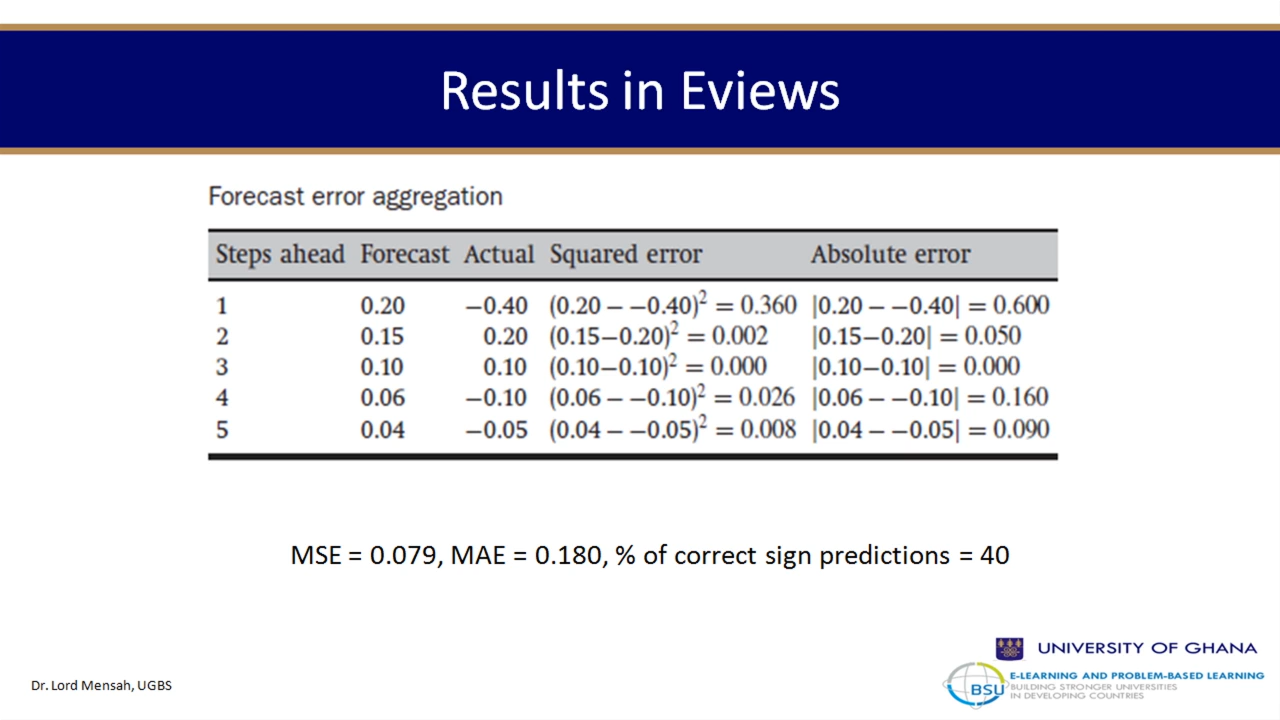 Results in Eviews
Forecast error aggregation
Steps ahead Forecast Actual Squared error Absolute error
1 0.20 −0.40 (0.20 − −0.40)² = 0.360 |0.20 − −0.40| = 0.600
2 0.15 0.20 (0.15−0.20)² = 0.002 |0.15−0.20| = 0.050
3 0.10 0.10 (0.10−0.10)² = 0.000 |0.10−0.10| = 0.000
4 0.06 −0.10 (0.06 − −0.10)² = 0.026 |0.06 − −0.10| = 0.160
5 0.04 −0.05 (0.04 − −0.05)² = 0.008 |0.04 − −0.05| = 0.090
MSE = 0.079, MAE = 0.180, % of correct sign predictions = 40
UNIVERSITY OF GHANA
Dr. Lord Mensah, UGBS
BSU
E-LEARNING AND PROBLEM-BASED LEARNING
BUILDING STRONGER UNIVERSITIES
IN DEVELOPING COUNTRIES